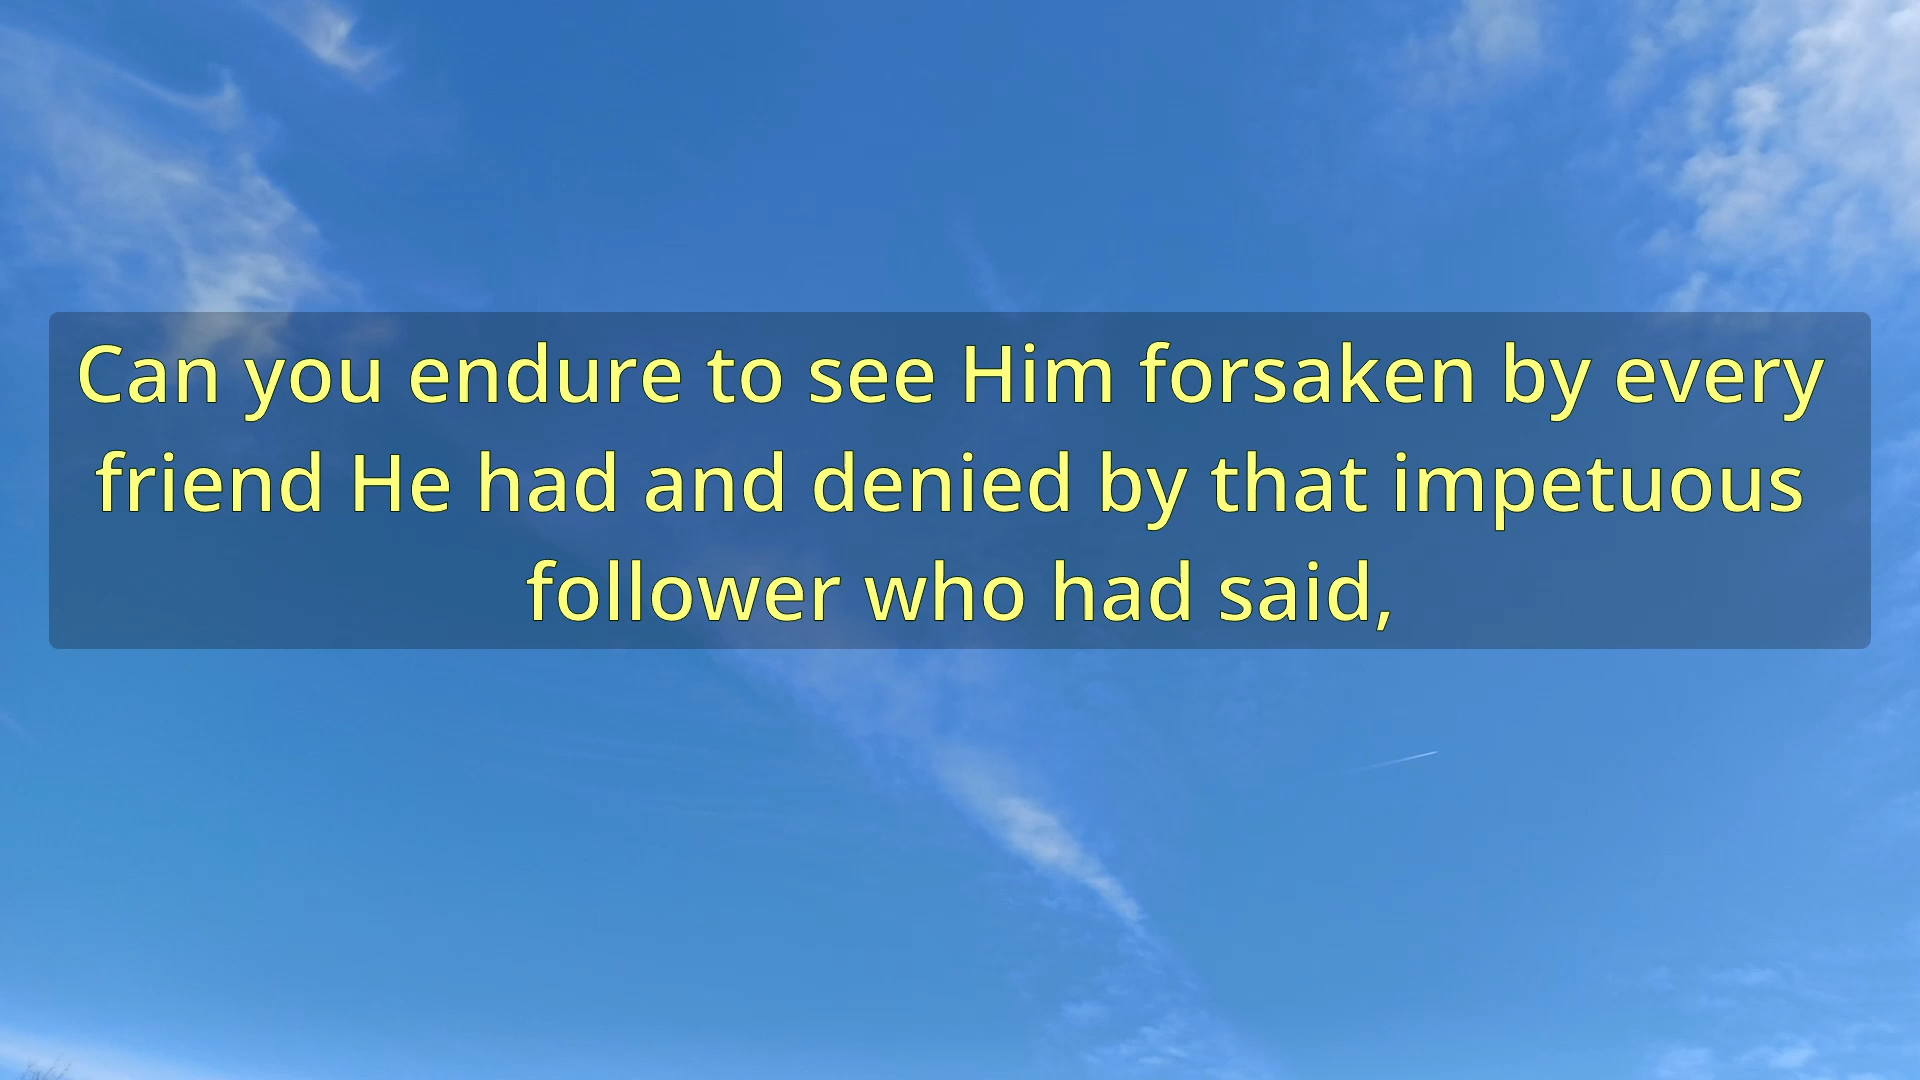 Can you endure to see Him forsaken by every
friend He had and denied by that impetuous
follower who had said,